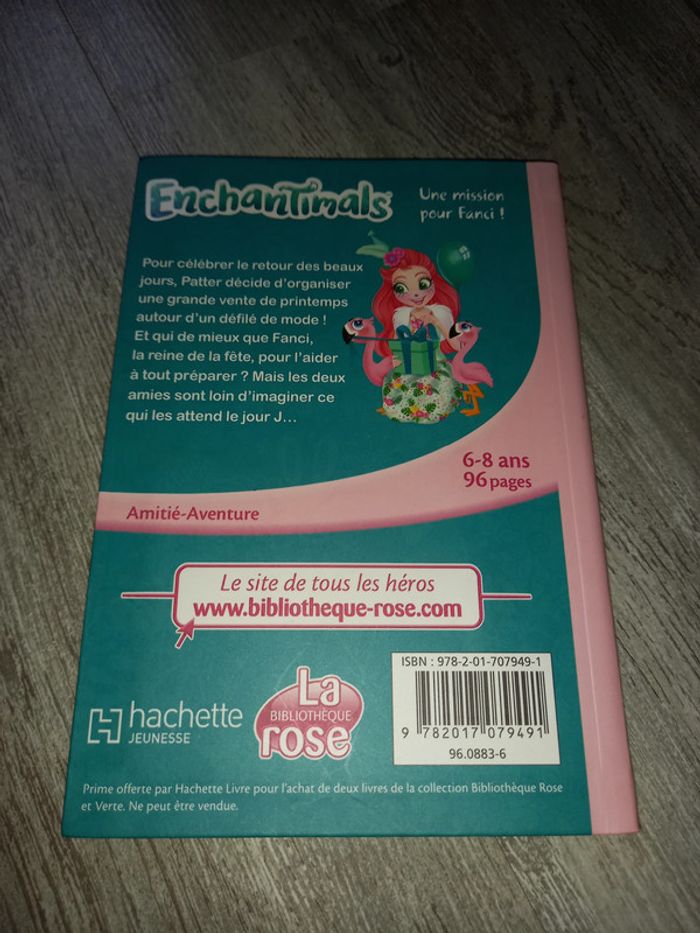 EnchanTimals
Une mission
pour Fanci !
Pour célébrer le retour des beaux
jours, Patter décide d'organiser
une grande vente de printemps
autour d'un défilé de mode !
Et qui de mieux que Fanci,
la reine de la fête, pour l'aider
à tout préparer ? Mais les deux
amies sont loin d'imaginer ce
qui les attend le jour J...
6-8 ans
96 pages
Amitié-Aventure
Le site de tous les héros
www.bibliotheque-rose.com
hachette
JEUNESSE
La
BIBLIOTHÈQUE
rose
ISBN : 978-2-01-707949-1
9 782017 079491
96.0883-6
Prime offerte par Hachette Livre pour l'achat de deux livres de la collection Bibliothèque Rose
et Verte. Ne peut être vendue.